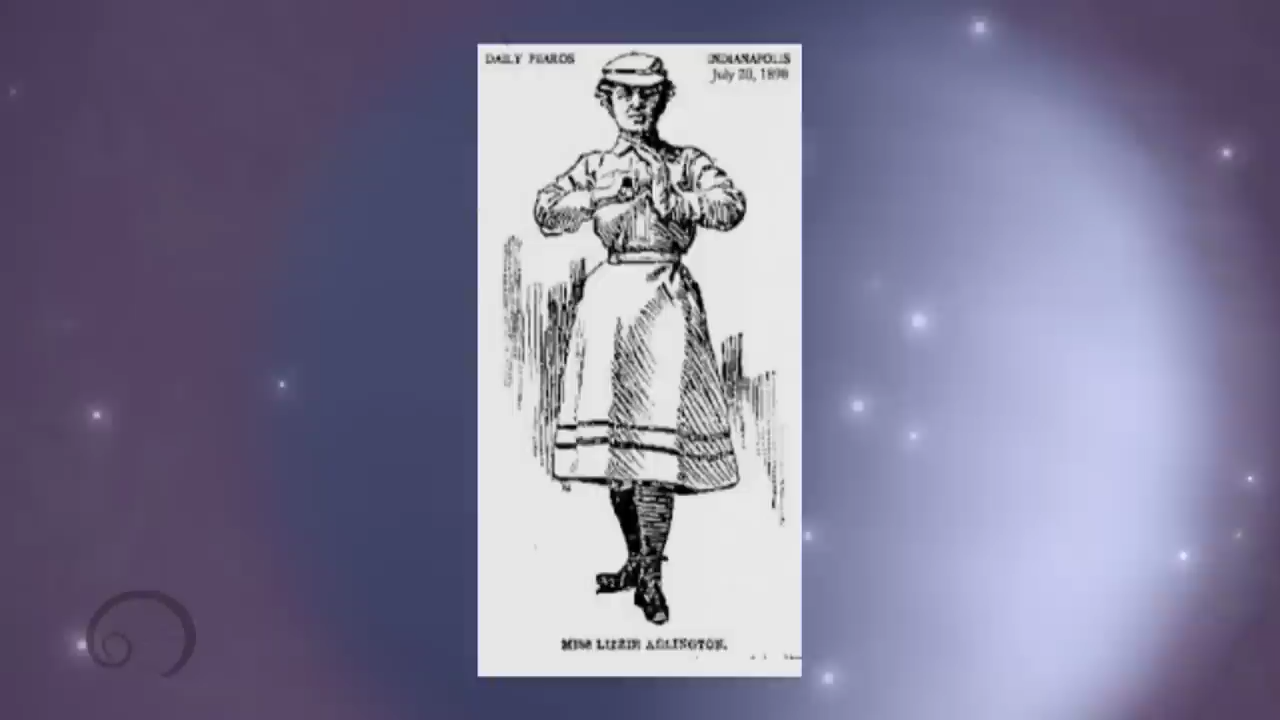 DAILY PHAROS
INDIANAPOLIS
July 20, 1898
MISS LIZZIE ARLINGTON.